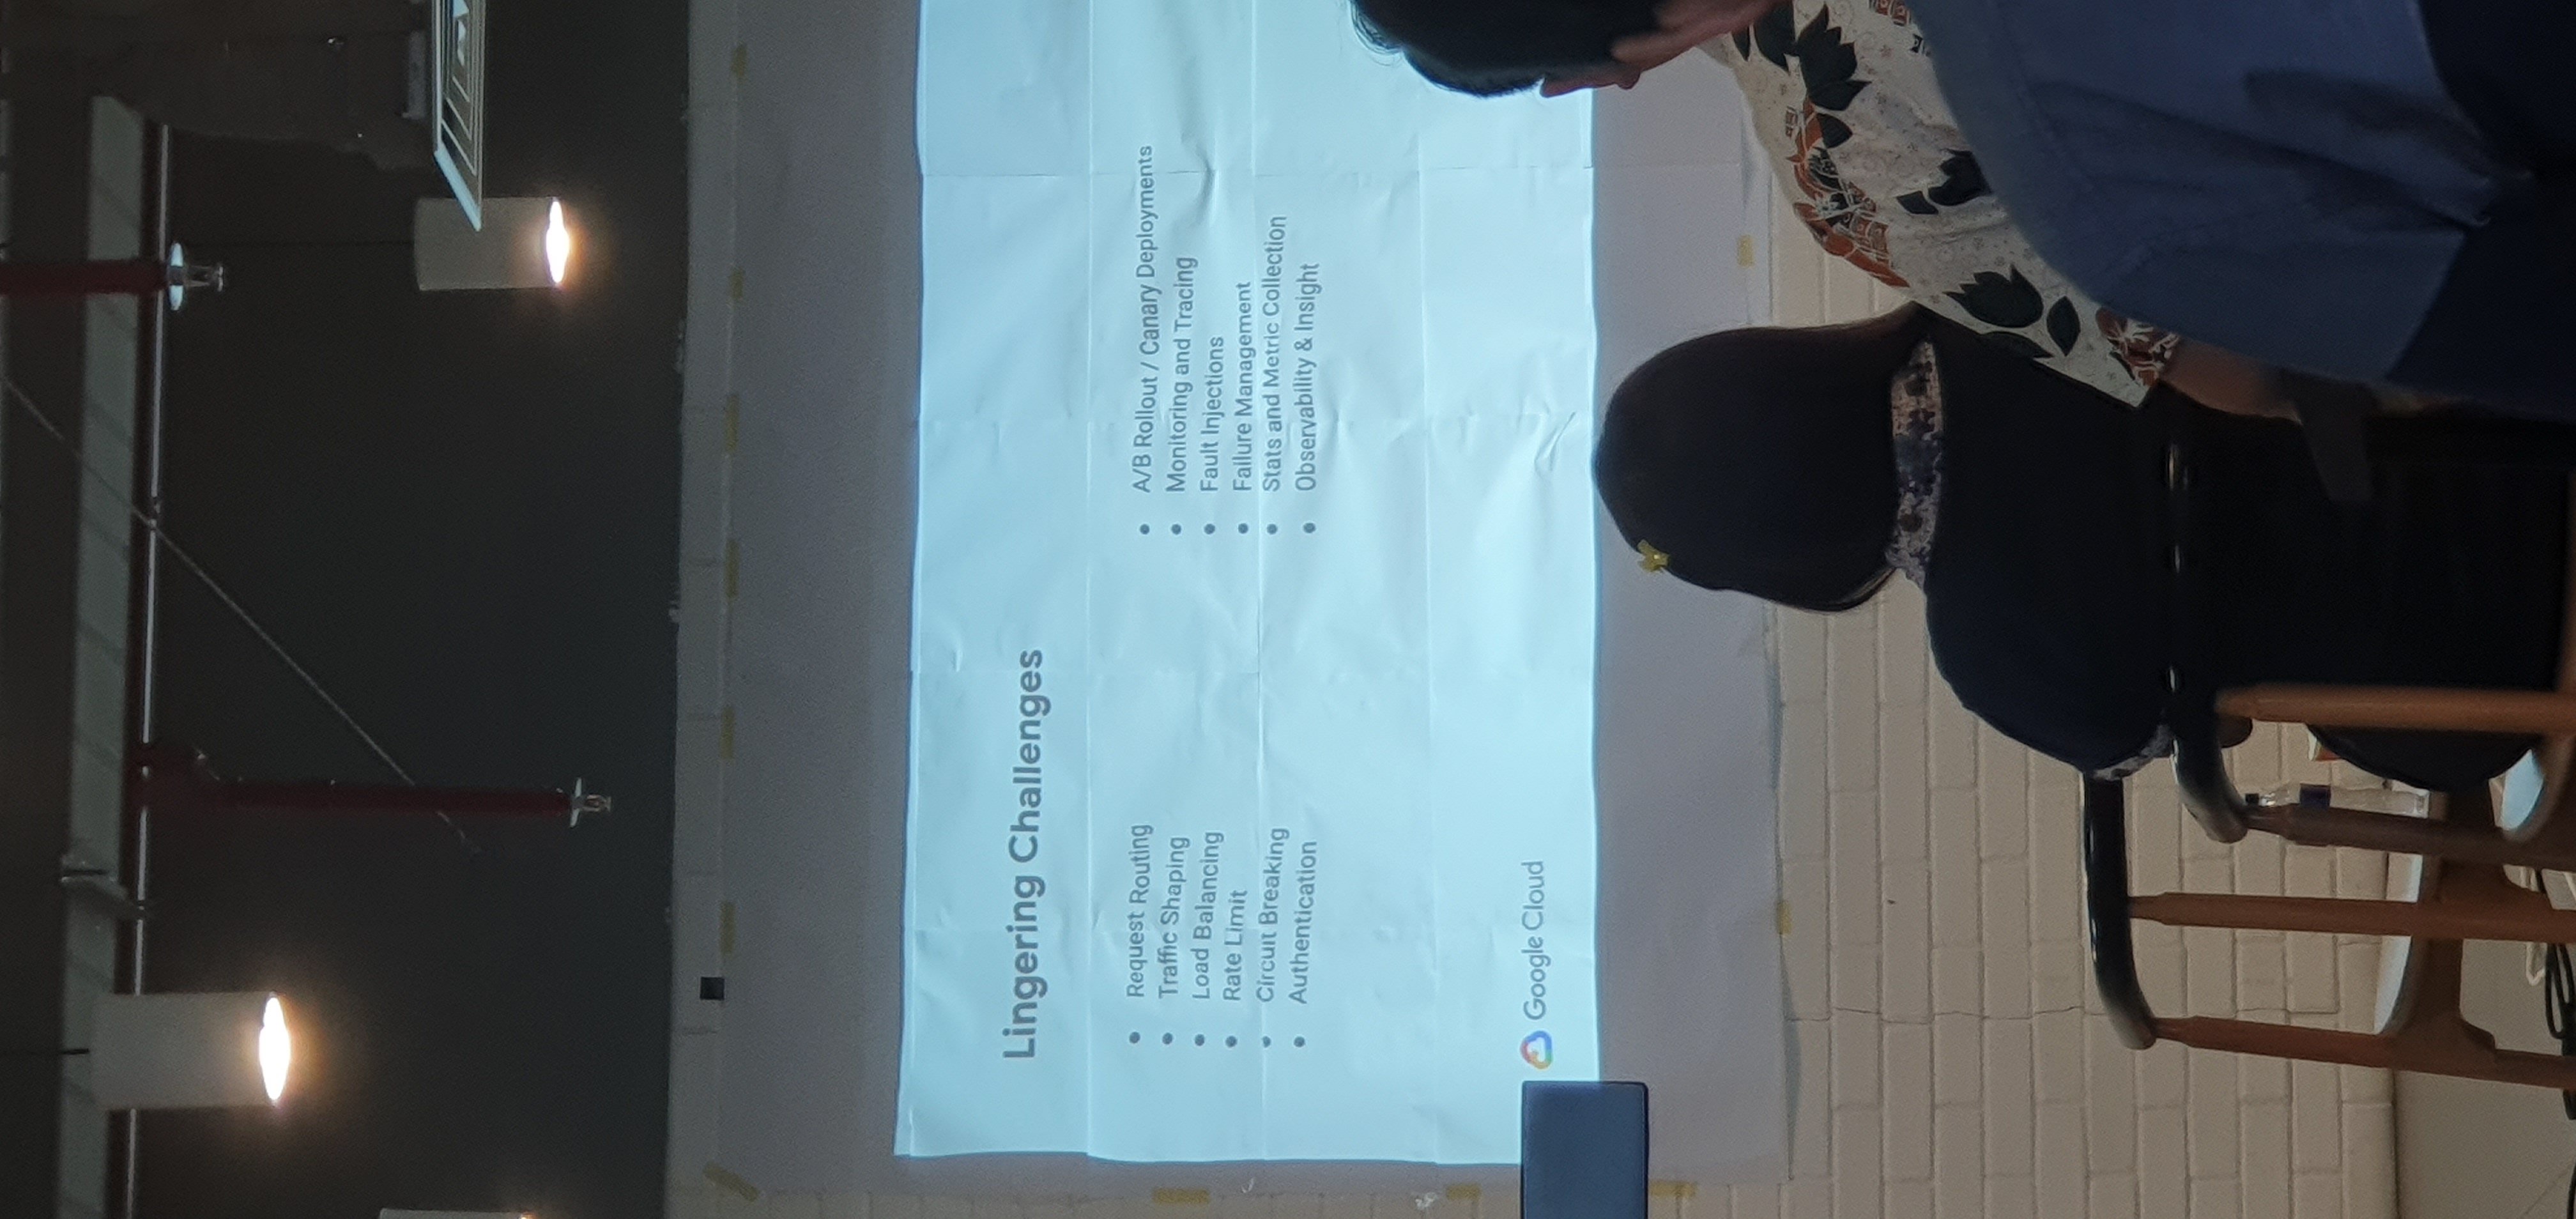 Lingering Challenges
Request Routing
Traffic Shaping
Load Balancing
Rate Limit
Circuit Breaking
Authentication
A/B Rollout / Canary Deployments
Monitoring and Tracing
Fault Injections
Failure Management
Stats and Metric Collection
Observability & Insight
Google Cloud